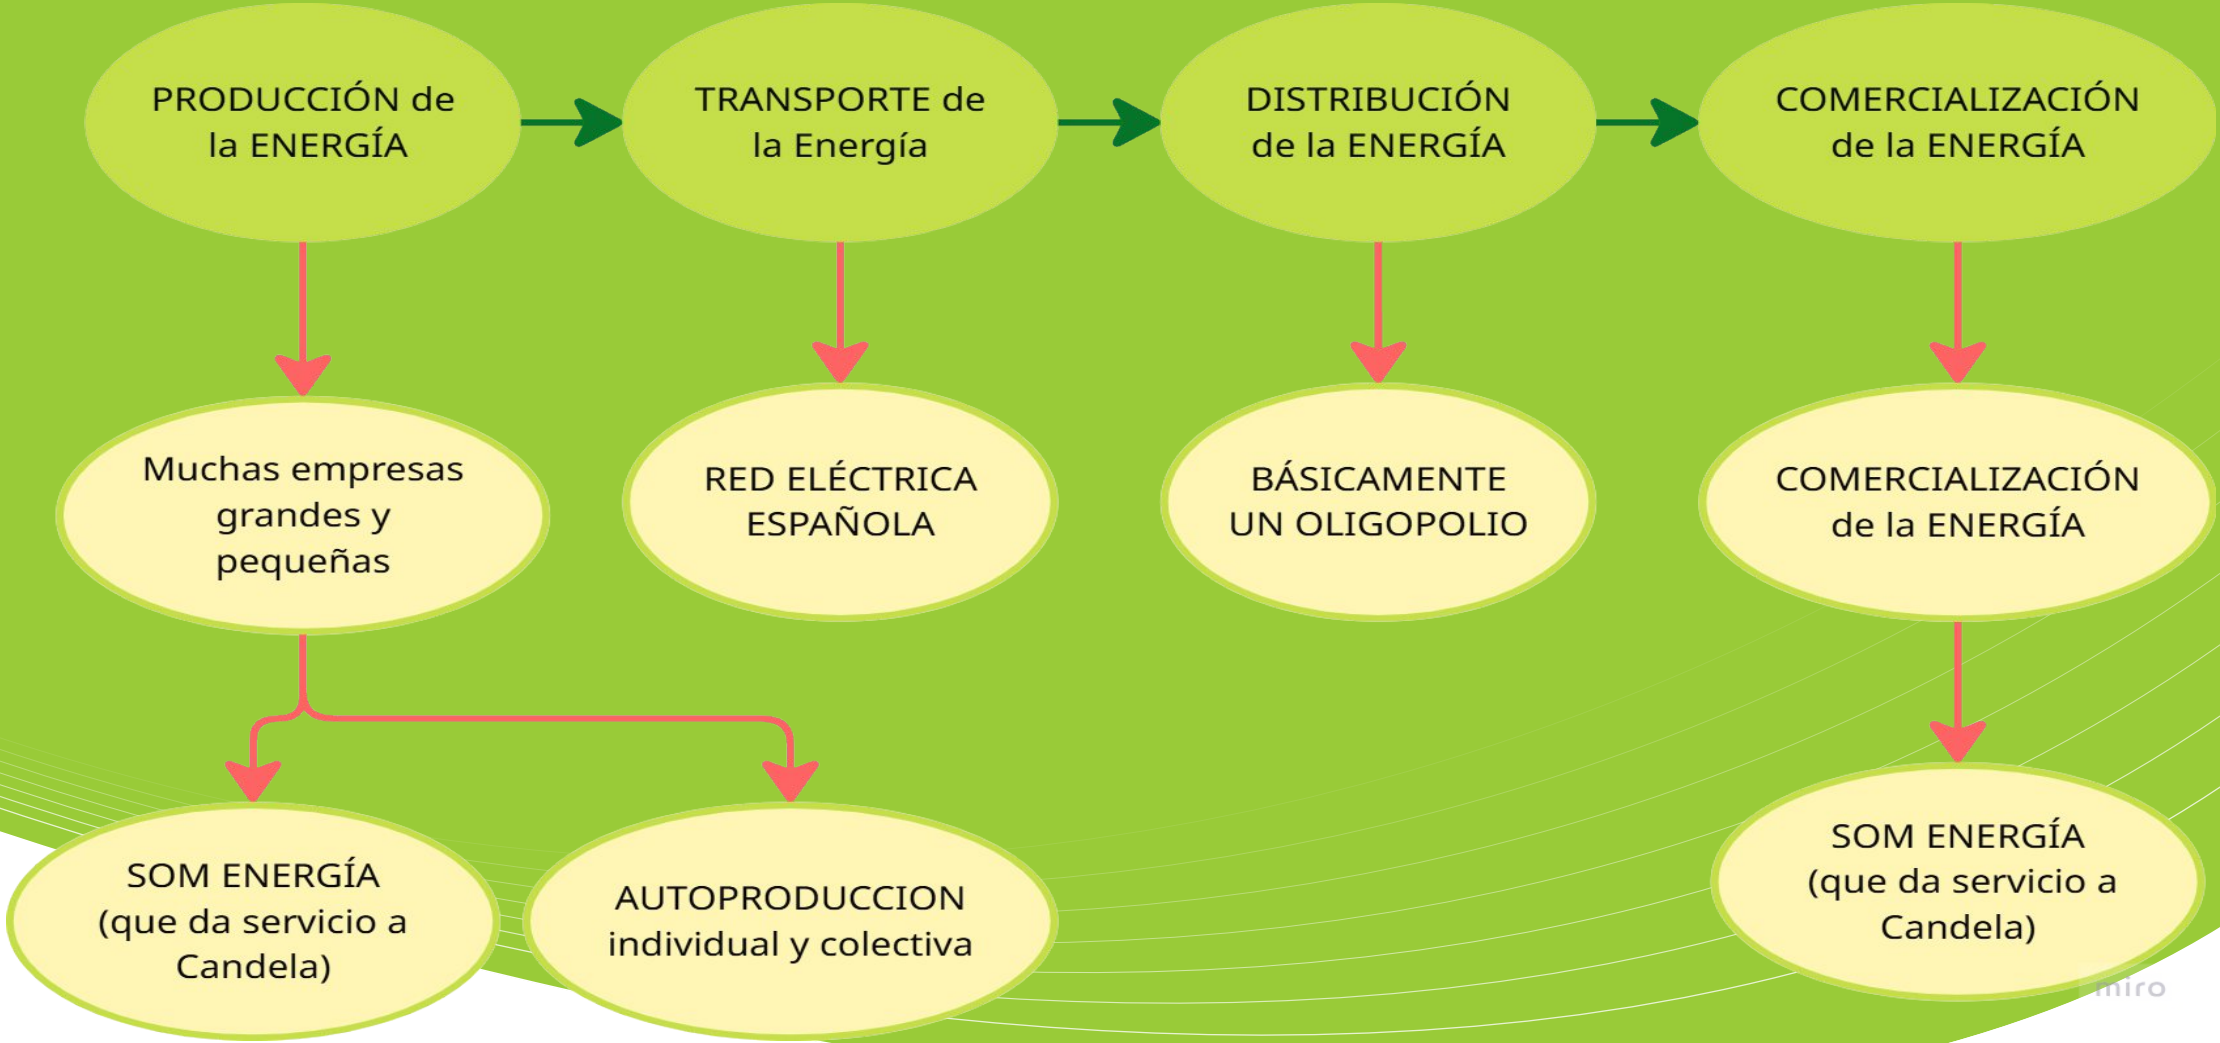 PRODUCCIÓN de
la ENERGÍA
TRANSPORTE de
la Energía
DISTRIBUCIÓN
de la ENERGÍA
COMERCIALIZACIÓN
de la ENERGÍA
Muchas empresas
grandes y
pequeñas
RED ELÉCTRICA
ESPAÑOLA
BÁSICAMENTE
UN OLIGOPOLIO
COMERCIALIZACIÓN
de la ENERGÍA
SOM ENERGÍA
(que da servicio a
Candela)
AUTOPRODUCCION
individual y colectiva
SOM ENERGÍA
(que da servicio a
Candela)
miro